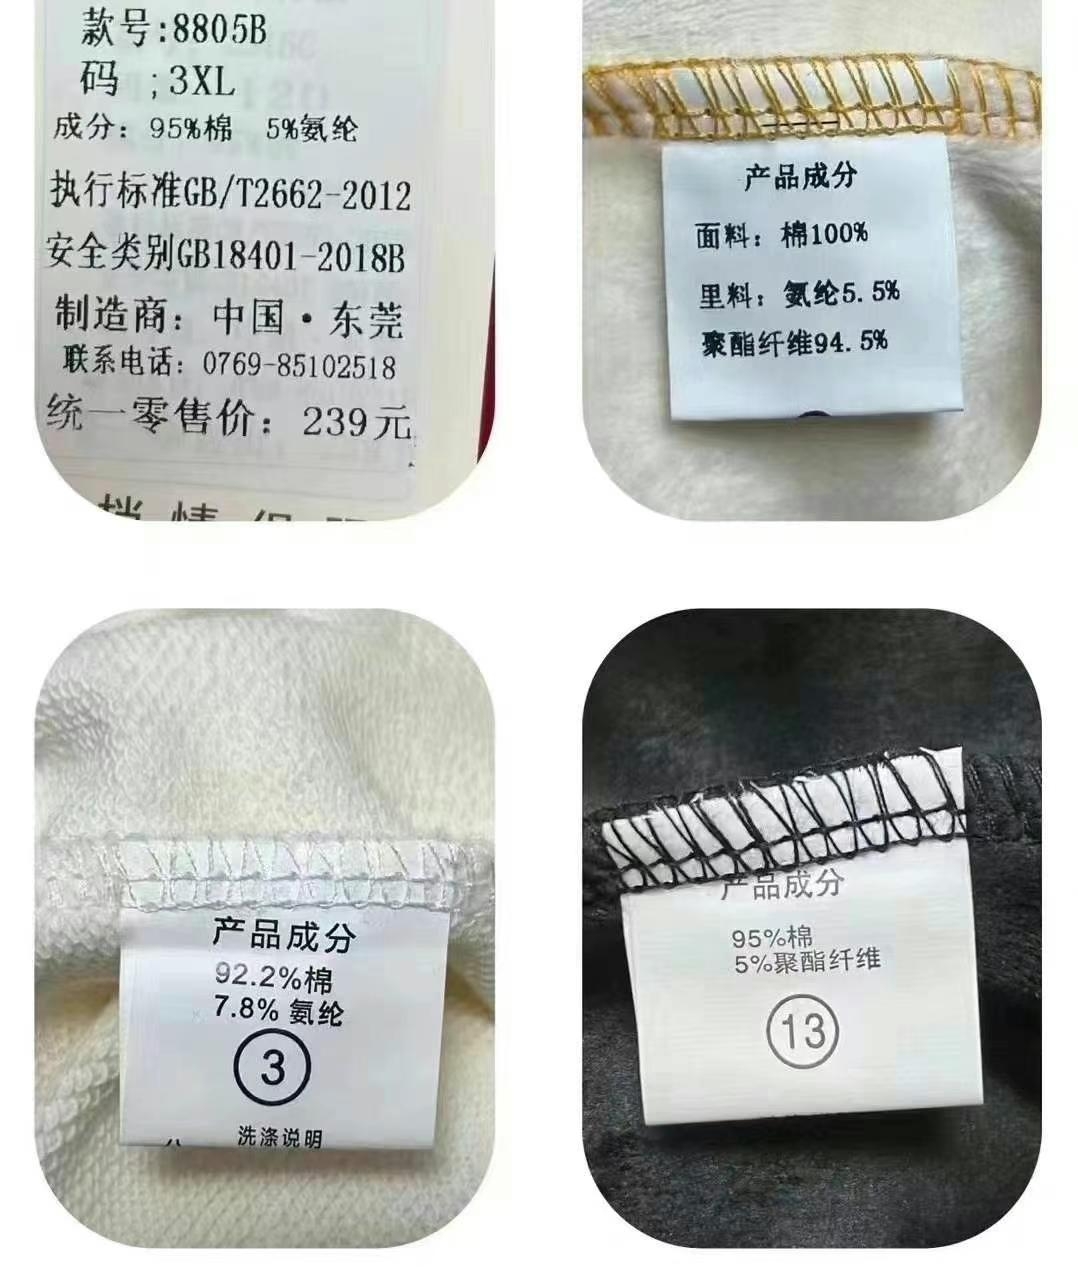 款号:8805B
码 ;3XL
成分: 95%棉 5%氨纶
执行标准GB/T2662-2012
安全类别GB18401-2018B
制造商: 中国·东莞
联系电话: 0769-85102518
统一零售价: 239元
产品成分
面料: 棉100%
里料: 氨纶5.5%
聚酯纤维94.5%
产品成分
92.2%棉
7.8% 氨纶
3
洗涤说明
产品成分
95%棉
5%聚酯纤维
13